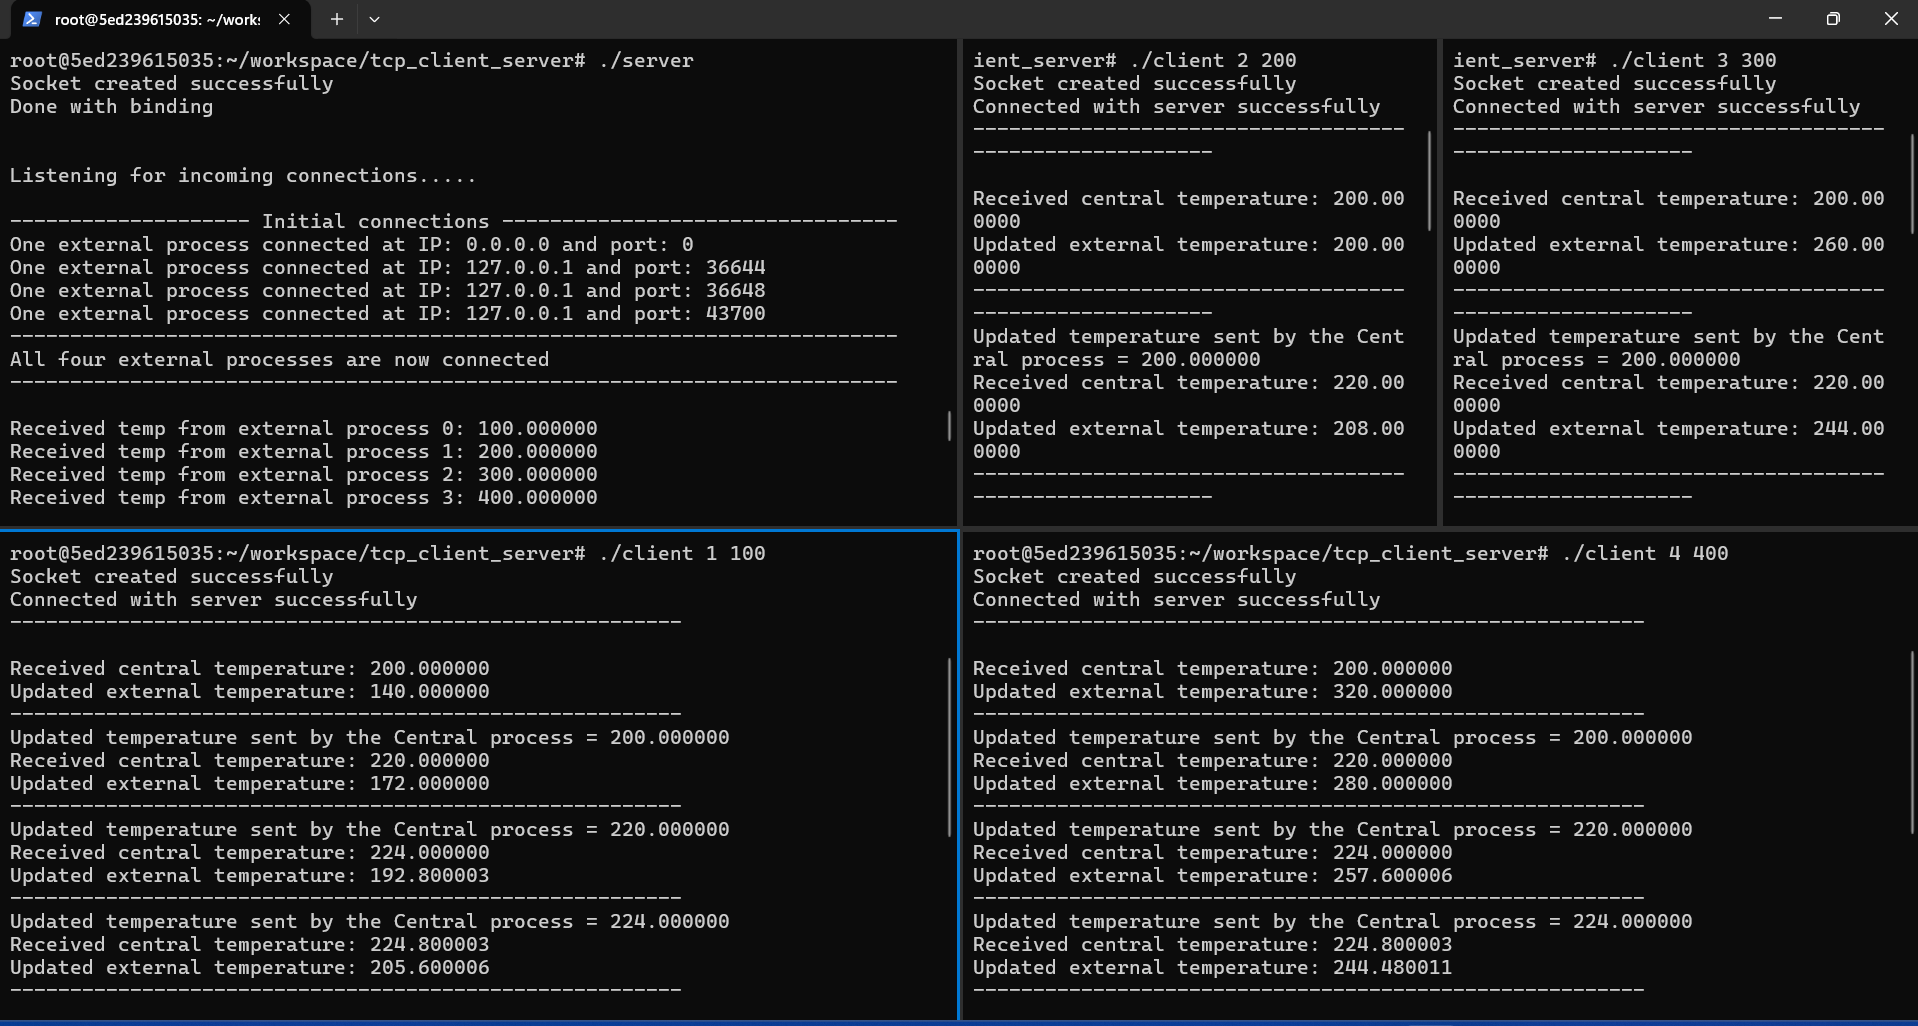 root@5ed239615035: ~/works
root@5ed239615035:~/workspace/tcp_client_server# ./server
Socket created successfully
Done with binding
Listening for incoming connections.....
-------------------- Initial connections ---------------------------------
One external process connected at IP: 0.0.0.0 and port: 0
One external process connected at IP: 127.0.0.1 and port: 36644
One external process connected at IP: 127.0.0.1 and port: 36648
One external process connected at IP: 127.0.0.1 and port: 43700
--------------------------------------------------------------------------
All four external processes are now connected
--------------------------------------------------------------------------
Received temp from external process 0: 100.000000
Received temp from external process 1: 200.000000
Received temp from external process 2: 300.000000
Received temp from external process 3: 400.000000
ient_server# ./client 2 200
Socket created successfully
Connected with server successfully
------------------------------------
--------------------
Received central temperature: 200.00
0000
Updated external temperature: 200.00
0000
------------------------------------
--------------------
Updated temperature sent by the Cent
ral process = 200.000000
Received central temperature: 220.00
0000
Updated external temperature: 208.00
0000
------------------------------------
--------------------
ient_server# ./client 3 300
Socket created successfully
Connected with server successfully
------------------------------------
--------------------
Received central temperature: 200.00
0000
Updated external temperature: 260.00
0000
------------------------------------
--------------------
Updated temperature sent by the Cent
ral process = 200.000000
Received central temperature: 220.00
0000
Updated external temperature: 244.00
0000
------------------------------------
--------------------
root@5ed239615035:~/workspace/tcp_client_server# ./client 1 100
Socket created successfully
Connected with server successfully
--------------------------------------------------------
Received central temperature: 200.000000
Updated external temperature: 140.000000
--------------------------------------------------------
Updated temperature sent by the Central process = 200.000000
Received central temperature: 220.000000
Updated external temperature: 172.000000
--------------------------------------------------------
Updated temperature sent by the Central process = 220.000000
Received central temperature: 224.000000
Updated external temperature: 192.800003
--------------------------------------------------------
Updated temperature sent by the Central process = 224.000000
Received central temperature: 224.800003
Updated external temperature: 205.600006
--------------------------------------------------------
root@5ed239615035:~/workspace/tcp_client_server# ./client 4 400
Socket created successfully
Connected with server successfully
--------------------------------------------------------
Received central temperature: 200.000000
Updated external temperature: 320.000000
--------------------------------------------------------
Updated temperature sent by the Central process = 200.000000
Received central temperature: 220.000000
Updated external temperature: 280.000000
--------------------------------------------------------
Updated temperature sent by the Central process = 220.000000
Received central temperature: 224.000000
Updated external temperature: 257.600006
--------------------------------------------------------
Updated temperature sent by the Central process = 224.000000
Received central temperature: 224.800003
Updated external temperature: 244.480011
--------------------------------------------------------